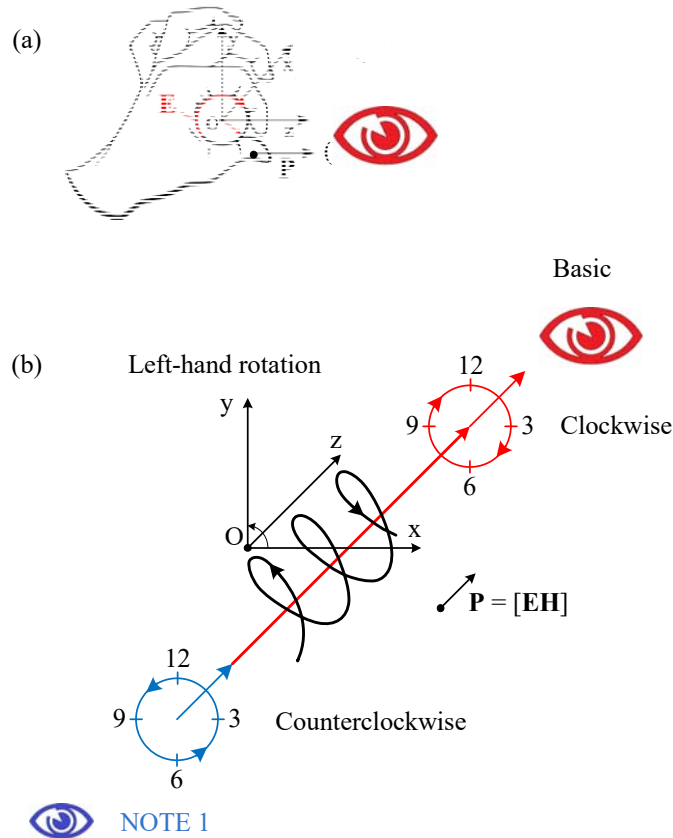 (a)
E
O
z
P
Basic
(b)
Left-hand rotation
12
y
9
3
Clockwise
z
6
O
x
P = [EH]
12
9
3
Counterclockwise
6
NOTE 1